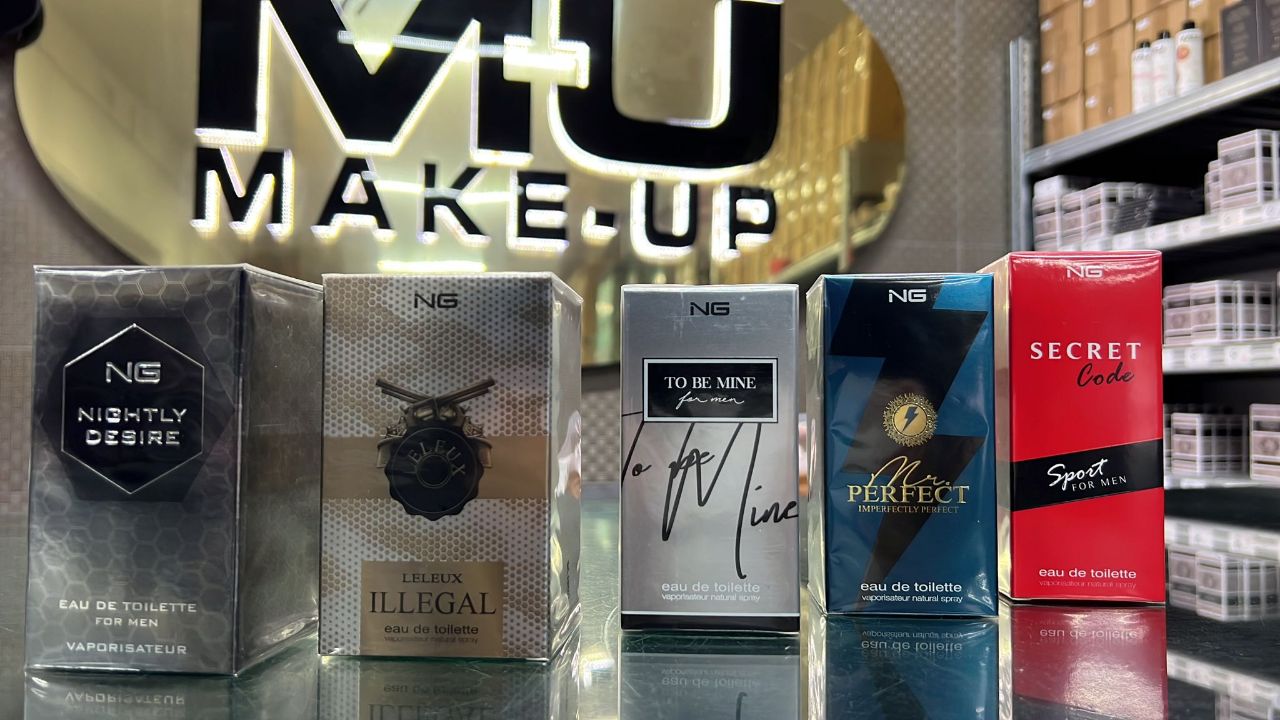 MU
MAKE-UP
NG
NIGHTLY
DESIRE
EAU DE TOILETTE
FOR MEN
VAPORISATEUR
NG
LELEUX
LELEUX
ILLEGAL
eau de toilette
vaporisateur natural spray
NG
TO BE MINE
for men
To Be Mine
eau de toilette
vaporisateur natural spray
NG
Mr.
PERFECT
IMPERFECTLY PERFECT
eau de toilette
vaporisateur natural spray
NG
SECRET
Code
Sport
FOR MEN
eau de toilette
vaporisateur natural spray